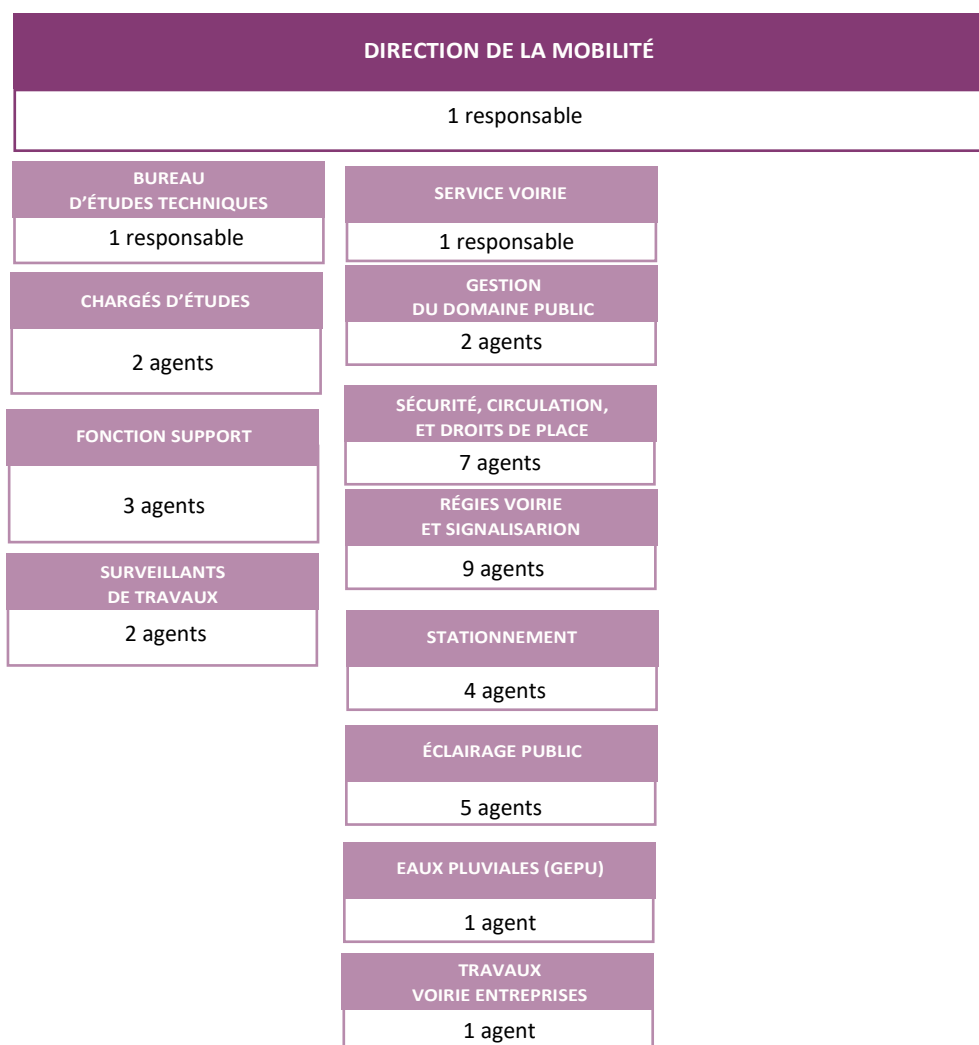 DIRECTION DE LA MOBILITÉ
1 responsable
BUREAU
D'ÉTUDES TECHNIQUES
1 responsable
CHARGÉS D'ÉTUDES
2 agents
FONCTION SUPPORT
3 agents
SURVEILLANTS
DE TRAVAUX
2 agents
SERVICE VOIRIE
1 responsable
GESTION
DU DOMAINE PUBLIC
2 agents
SÉCURITÉ, CIRCULATION,
ET DROITS DE PLACE
7 agents
RÉGIES VOIRIE
ET SIGNALISARION
9 agents
STATIONNEMENT
4 agents
ÉCLAIRAGE PUBLIC
5 agents
EAUX PLUVIALES (GEPU)
1 agent
TRAVAUX
VOIRIE ENTREPRISES
1 agent